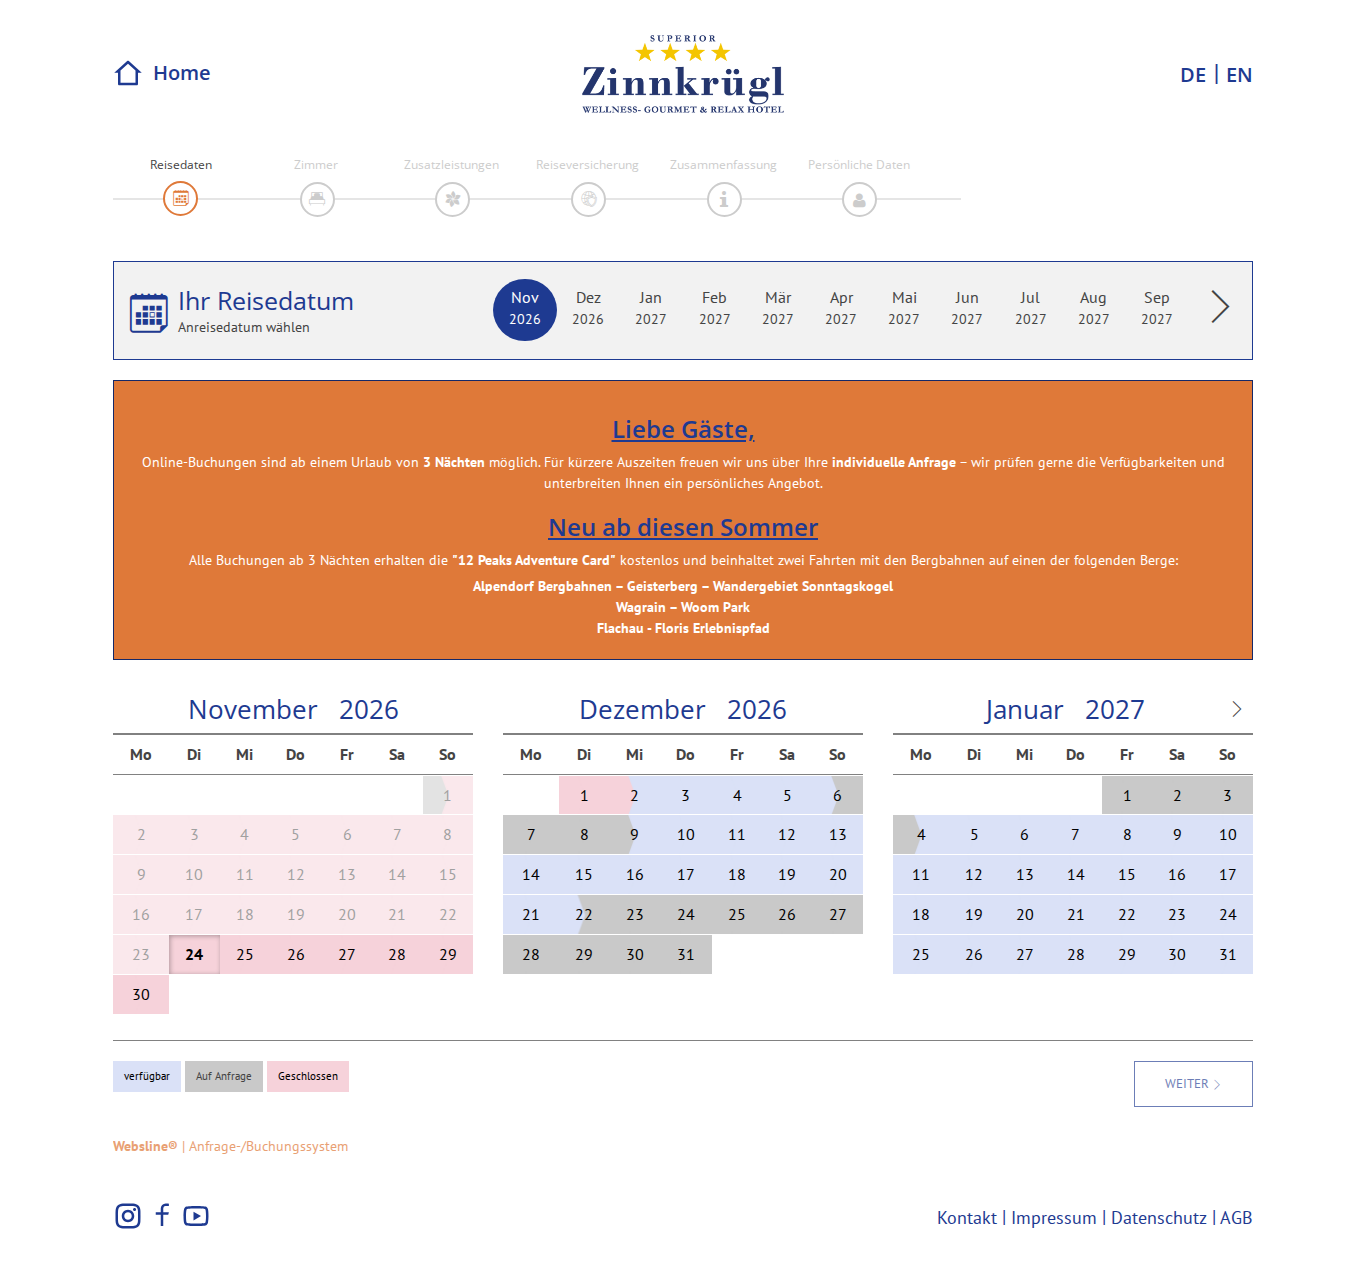 Home
SUPERIOR
Zinnkrügl
WELLNESS- GOURMET & RELAX HOTEL
DE | EN
Reisedaten Zimmer Zusatzleistungen Reiseversicherung Zusammenfassung Persönliche Daten
Ihr Reisedatum
Anreisedatum wählen
Nov Dez Jan Feb Mär Apr Mai Jun Jul Aug Sep
2026 2026 2027 2027 2027 2027 2027 2027 2027 2027 2027
Liebe Gäste,
Online-Buchungen sind ab einem Urlaub von 3 Nächten möglich. Für kürzere Auszeiten freuen wir uns über Ihre individuelle Anfrage – wir prüfen gerne die Verfügbarkeiten und
unterbreiten Ihnen ein persönliches Angebot.
Neu ab diesen Sommer
Alle Buchungen ab 3 Nächten erhalten die "12 Peaks Adventure Card" kostenlos und beinhaltet zwei Fahrten mit den Bergbahnen auf einen der folgenden Berge:
Alpendorf Bergbahnen – Geisterberg – Wandergebiet Sonntagskogel
Wagrain – Woom Park
Flachau - Floris Erlebnispfad
November 2026
Mo Di Mi Do Fr Sa So
1
2 3 4 5 6 7 8
9 10 11 12 13 14 15
16 17 18 19 20 21 22
23 24 25 26 27 28 29
30
Dezember 2026
Mo Di Mi Do Fr Sa So
1 2 3 4 5 6
7 8 9 10 11 12 13
14 15 16 17 18 19 20
21 22 23 24 25 26 27
28 29 30 31
Januar 2027
Mo Di Mi Do Fr Sa So
1 2 3
4 5 6 7 8 9 10
11 12 13 14 15 16 17
18 19 20 21 22 23 24
25 26 27 28 29 30 31
verfügbar Auf Anfrage Geschlossen
WEITER
Websline® | Anfrage-/Buchungssystem
Kontakt | Impressum | Datenschutz | AGB